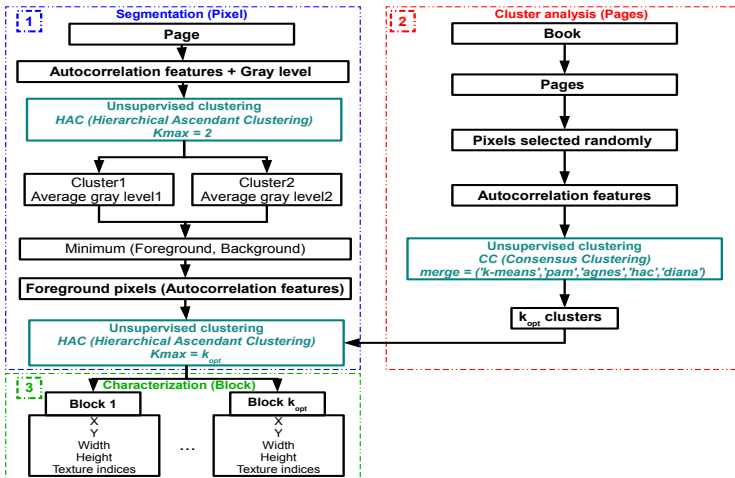 1
Segmentation (Pixel)
Page
Autocorrelation features + Gray level
Unsupervised clustering
HAC (Hierarchical Ascendant Clustering)
Kmax = 2
Cluster1
Average gray level1
Cluster2
Average gray level2
Minimum (Foreground, Background)
Foreground pixels (Autocorrelation features)
Unsupervised clustering
HAC (Hierarchical Ascendant Clustering)
Kmax = kopt
2
Cluster analysis (Pages)
Book
Pages
Pixels selected randomly
Autocorrelation features
Unsupervised clustering
CC (Consensus Clustering)
merge = ('k-means','pam','agnes','hac','diana')
kopt clusters
3
Characterization (Block)
Block 1
X
Y
Width
Height
Texture indices
...
Block kopt
X
Y
Width
Height
Texture indices